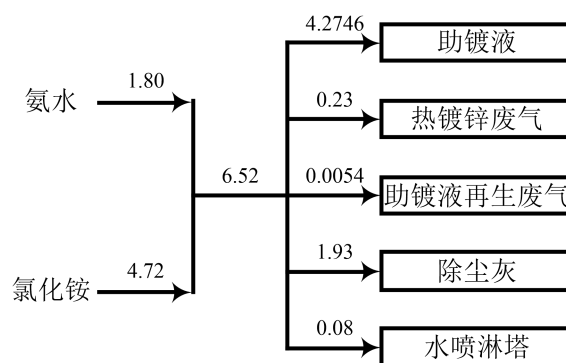 4.2746
助镀液
1.80
氨水
0.23
热镀锌废气
6.52
0.0054
助镀液再生废气
1.93
除尘灰
4.72
氯化铵
0.08
水喷淋塔